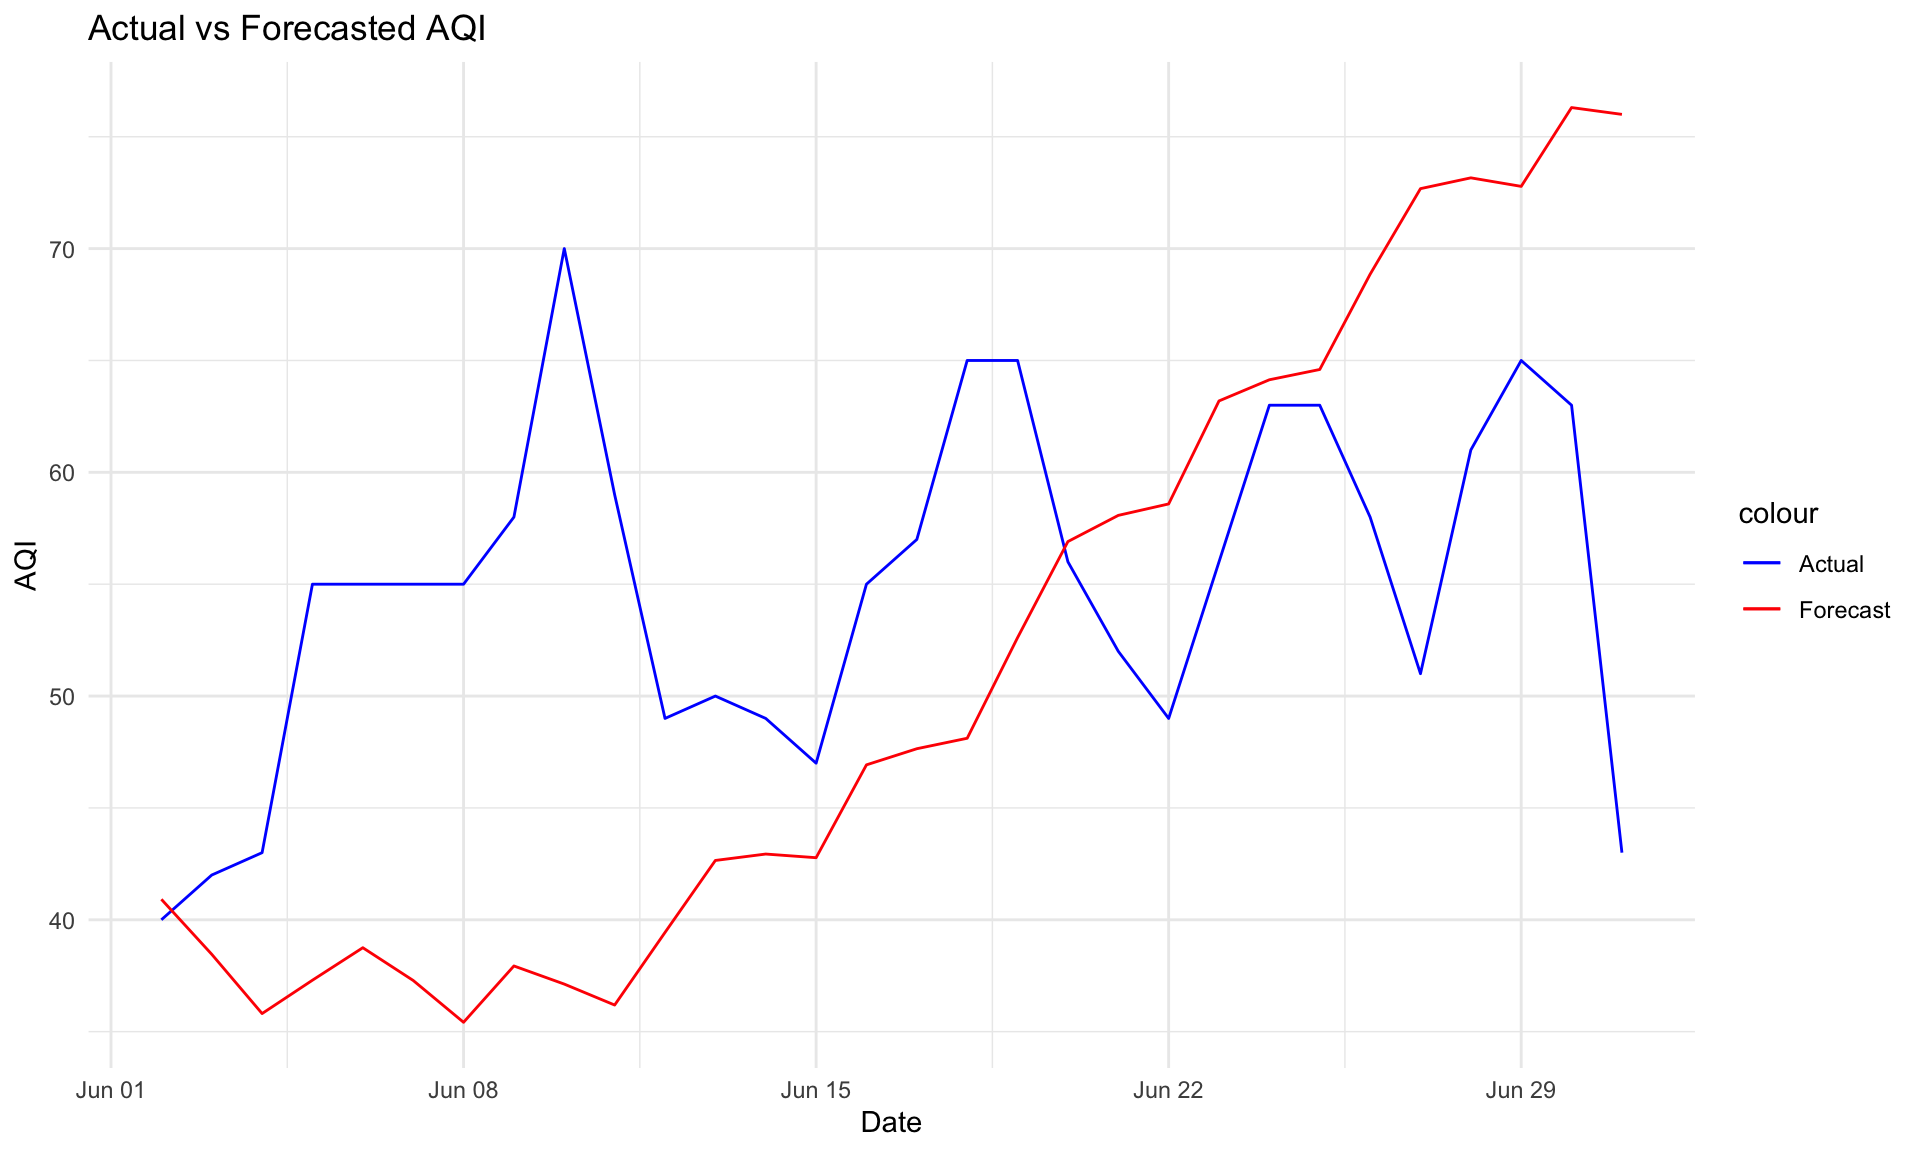 Actual vs Forecasted AQI
AQI
70
60
50
40
Jun 01
Jun 08
Jun 15
Jun 22
Jun 29
Date
colour
Actual
Forecast